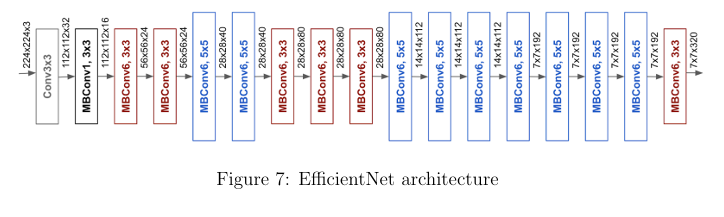 224x224x3
Conv3x3
112x112x32
MBConv1, 3x3
112x112x16
MBConv6, 3x3
56x56x24
MBConv6, 3x3
56x56x24
MBConv6, 5x5
28x28x40
MBConv6, 5x5
28x28x40
MBConv6, 3x3
28x28x80
MBConv6, 3x3
28x28x80
MBConv6, 3x3
28x28x80
MBConv6, 5x5
14x14x112
MBConv6, 5x5
14x14x112
MBConv6, 5x5
14x14x112
MBConv6, 5x5
7x7x192
MBConv6, 5x5
7x7x192
MBConv6, 5x5
7x7x192
MBConv6, 5x5
7x7x192
MBConv6, 3x3
7x7x320
Figure 7: EfficientNet architecture